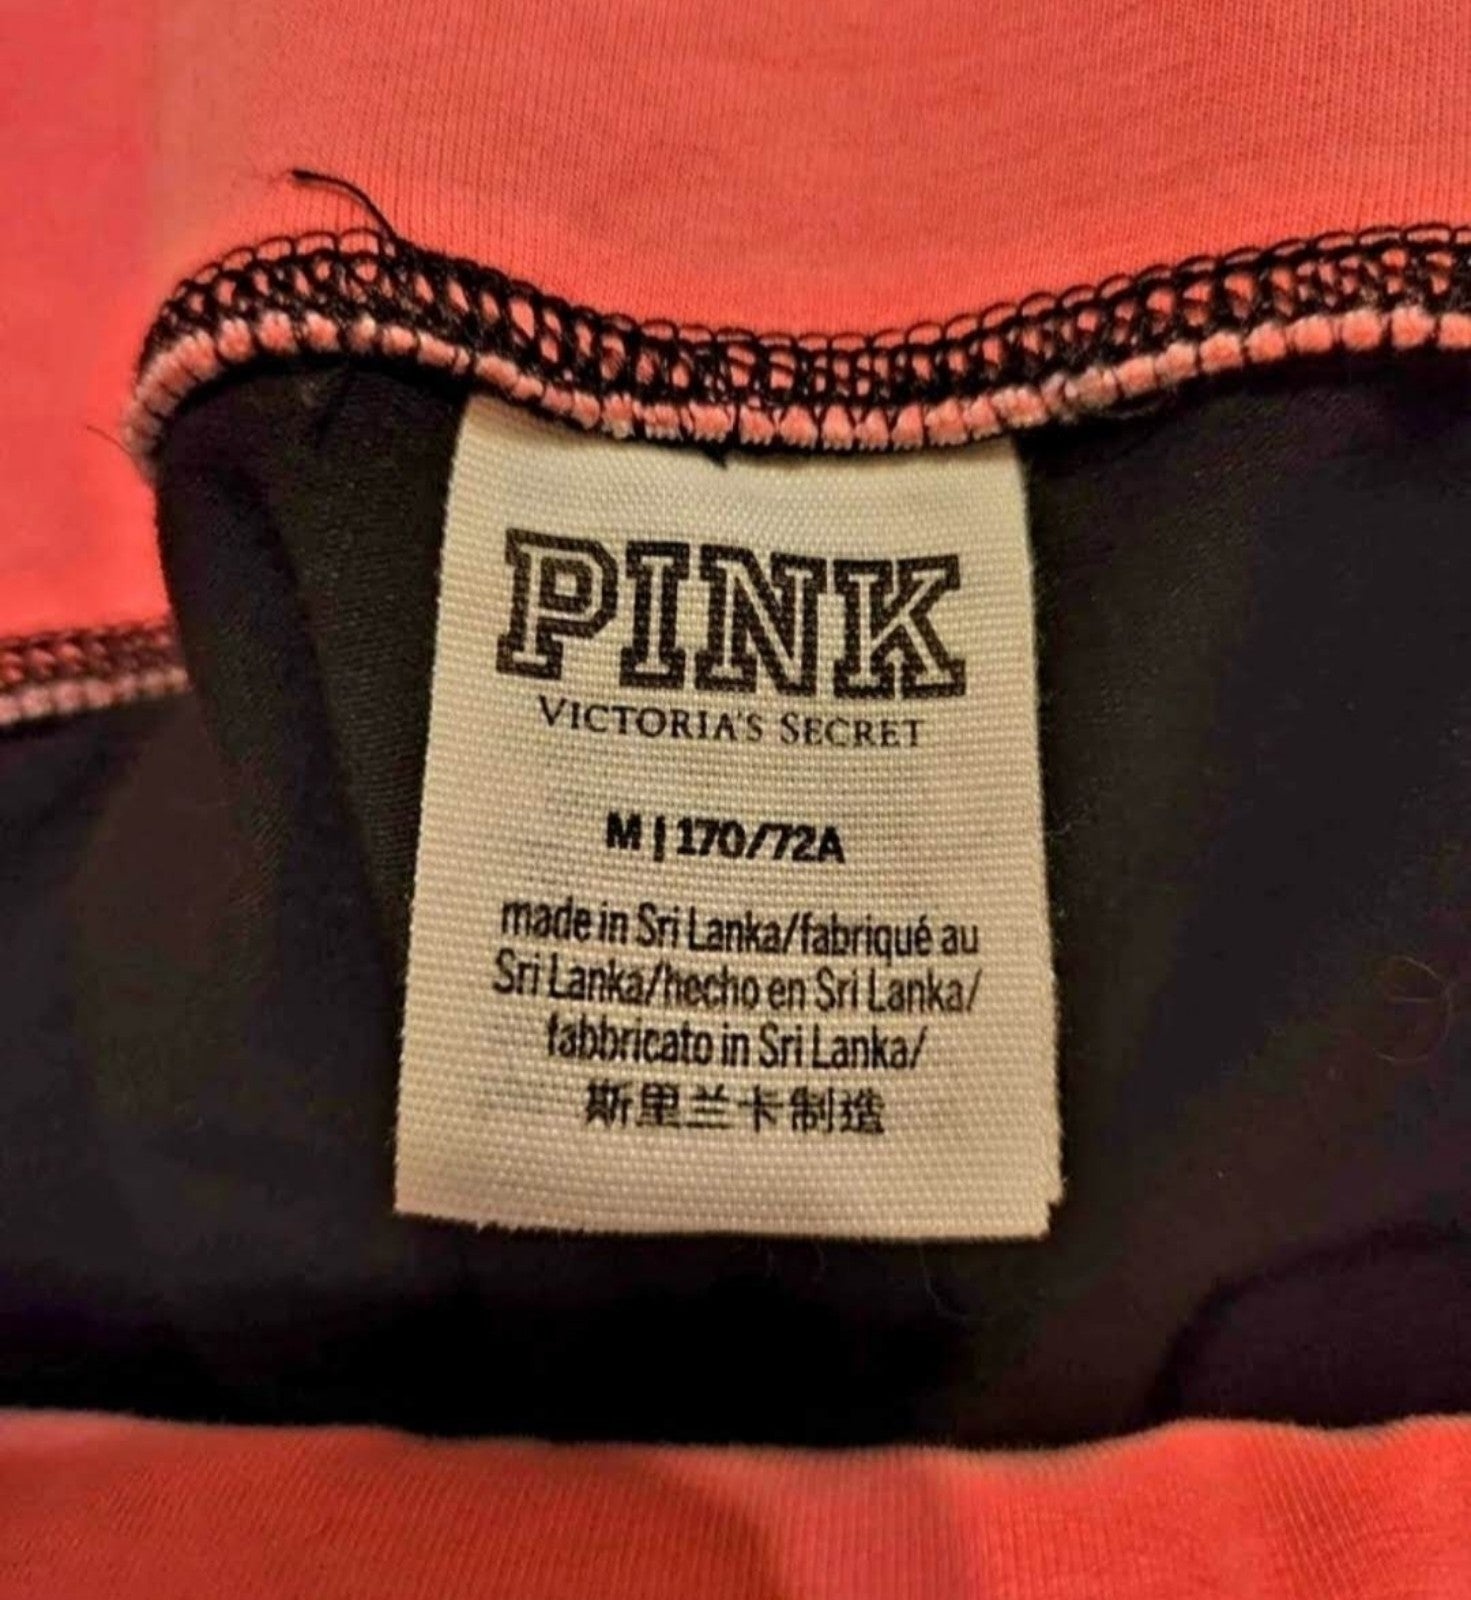 PINK
VICTORIA'S SECRET
M | 170/72A
made in Sri Lanka/fabriqué au
Sri Lanka/hecho en Sri Lanka/
fabbricato in Sri Lanka/
斯里兰卡制造